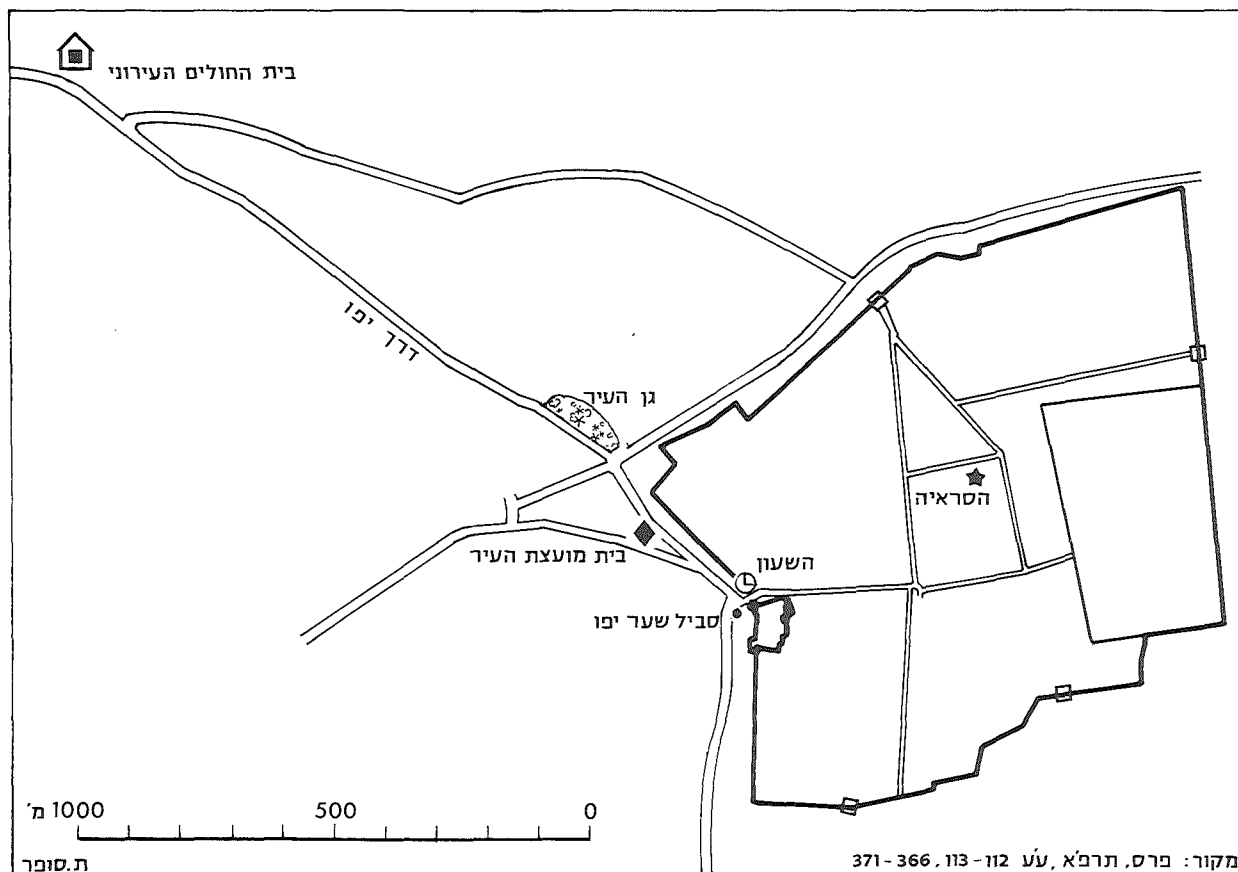 בית החולים העירוני
דרך יפו
גן העיר
הסראיה
בית מועצת העיר
השעון
סביל שער יפו
0 500 1000 מ'
ת.סופר
מקור: פרס, תרפ"א, ע"ע 112-113, 366-371